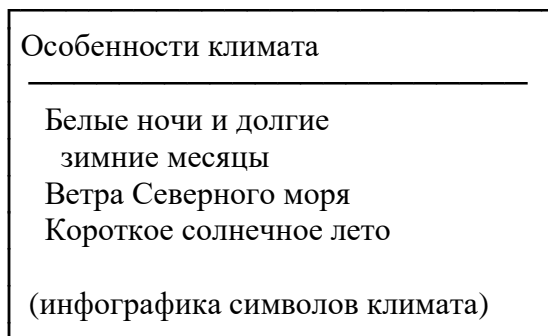 Особенности климата
Белые ночи и долгие
зимние месяцы
Ветра Северного моря
Короткое солнечное лето
(инфографика символов климата)